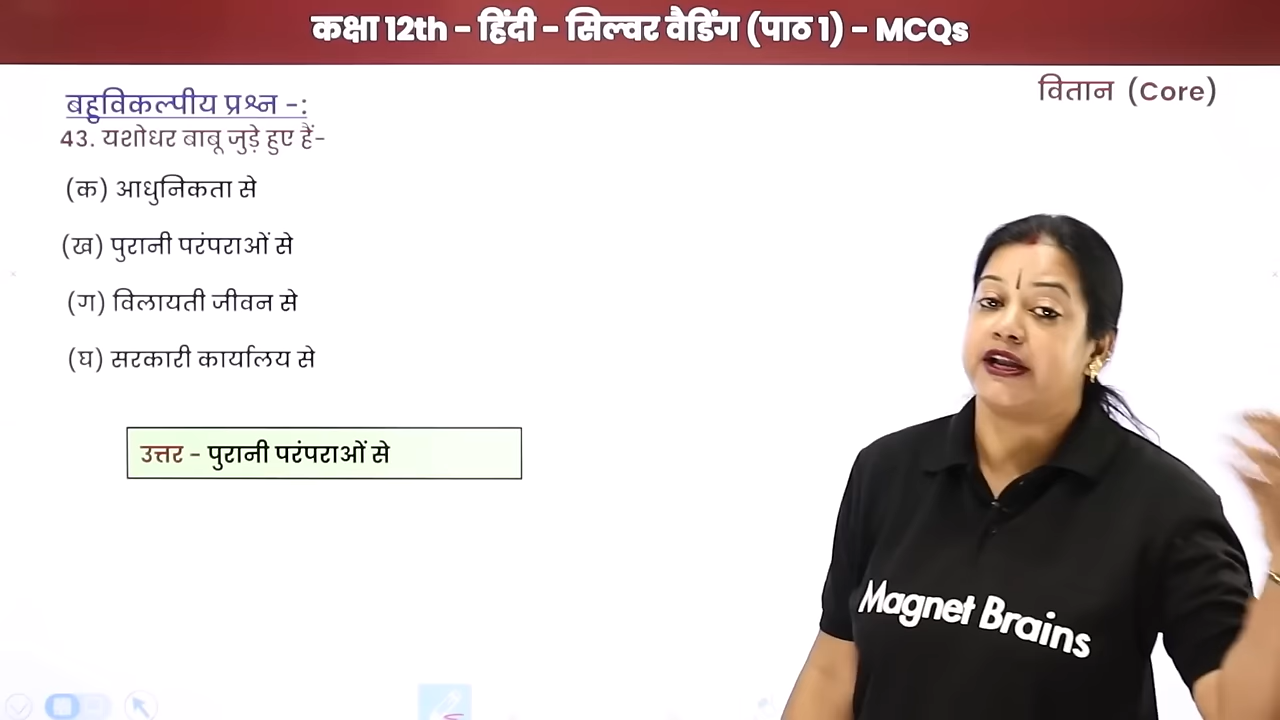 कक्षा 12th - हिंदी - सिल्वर वैडिंग (पाठ 1) - MCQs
वितान (Core)
बहुविकल्पीय प्रश्न -:
43. यशोधर बाबू जुड़े हुए हैं-
(क) आधुनिकता से
(ख) पुरानी परंपराओं से
(ग) विलायती जीवन से
(घ) सरकारी कार्यालय से
उत्तर - पुरानी परंपराओं से
Magnet Brains